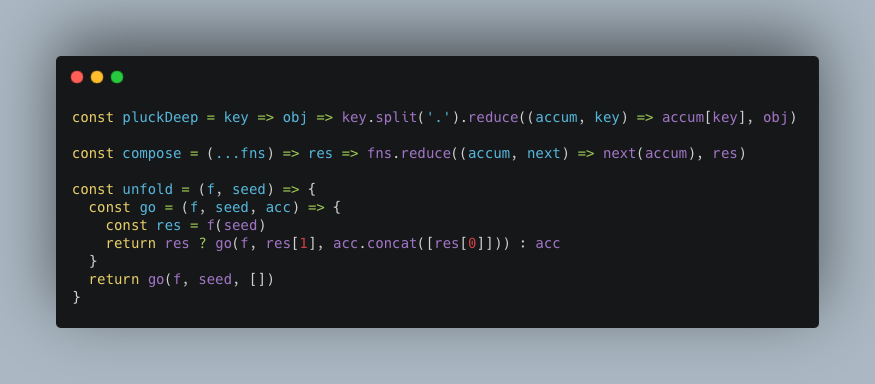 const pluckDeep = key => obj => key.split('.').reduce((accum, key) => accum[key], obj)

const compose = (...fns) => res => fns.reduce((accum, next) => next(accum), res)

const unfold = (f, seed) => {
  const go = (f, seed, acc) => {
    const res = f(seed)
    return res ? go(f, res[1], acc.concat([res[0]])) : acc
  }
  return go(f, seed, [])
}